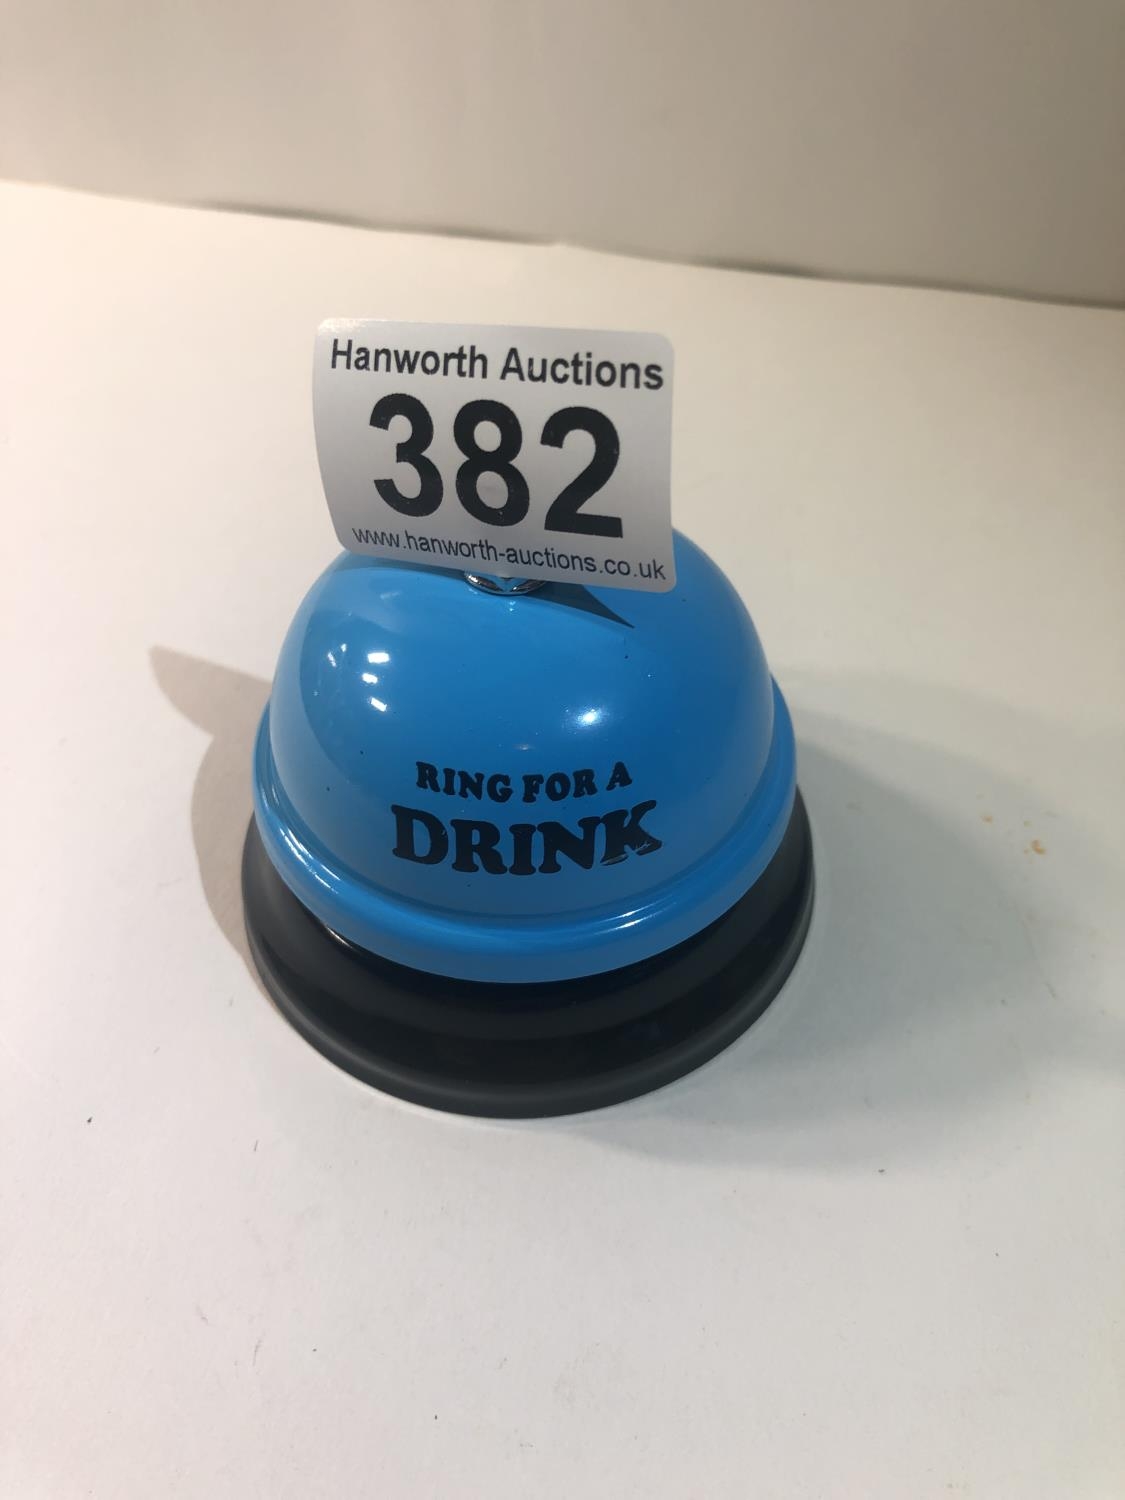 Hanworth Auctions
382
www.hanworth-auctions.co.uk
RING FOR A
DRINK